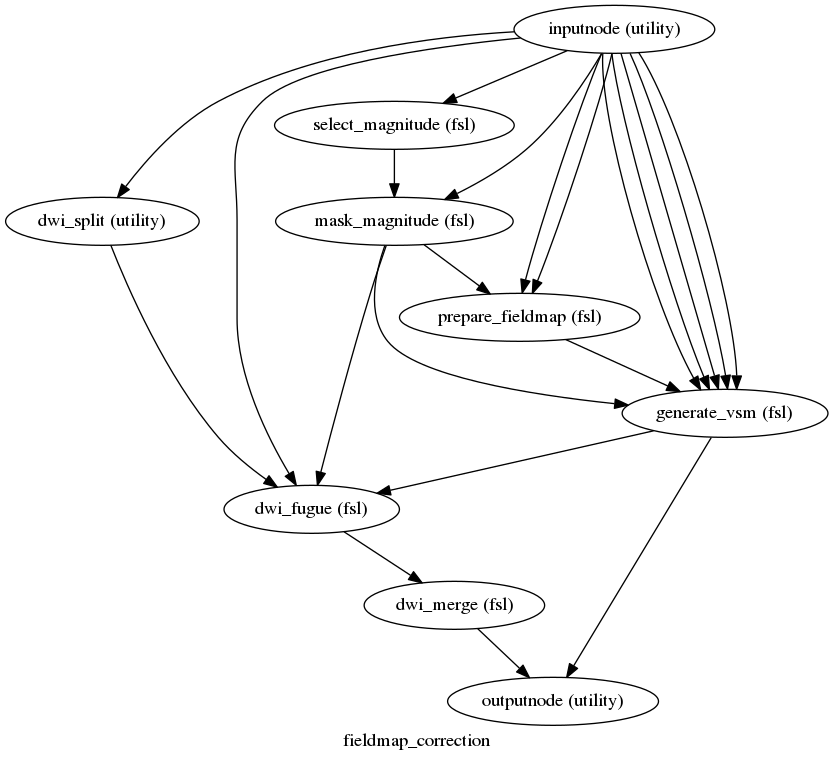 inputnode (utility)
select_magnitude (fsl)
dwi_split (utility)
mask_magnitude (fsl)
prepare_fieldmap (fsl)
generate_vsm (fsl)
dwi_fugue (fsl)
dwi_merge (fsl)
outputnode (utility)
fieldmap_correction